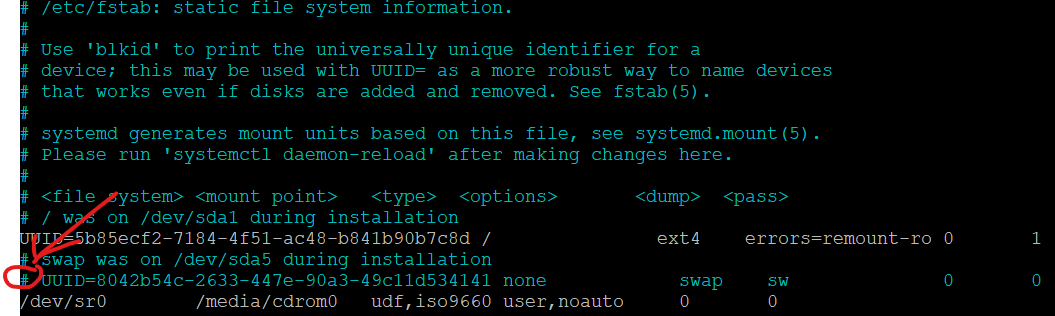 # /etc/fstab: static file system information.
#
# Use 'blkid' to print the universally unique identifier for a
# device; this may be used with UUID= as a more robust way to name devices
# that works even if disks are added and removed. See fstab(5).
#
# systemd generates mount units based on this file, see systemd.mount(5).
# Please run 'systemctl daemon-reload' after making changes here.
#
# <file system> <mount point>   <type>  <options>       <dump>  <pass>
# / was on /dev/sda1 during installation
UUID=5b85ecf2-7184-4f51-ac48-b841b90b7c8d /               ext4    errors=remount-ro 0       1
# swap was on /dev/sda5 during installation
# UUID=8042b54c-2633-447e-90a3-49c11d534141 none            swap    sw              0       0
/dev/sr0        /media/cdrom0   udf,iso9660 user,noauto     0       0